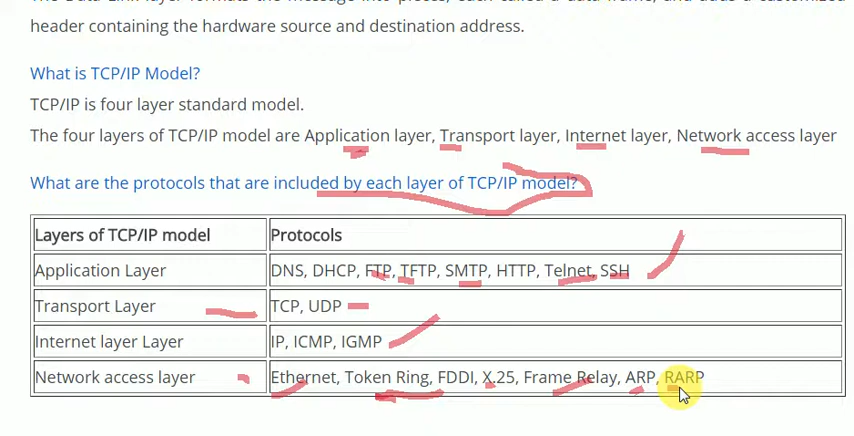 header containing the hardware source and destination address.
What is TCP/IP Model?
TCP/IP is four layer standard model.
The four layers of TCP/IP model are Application layer, Transport layer, Internet layer, Network access layer
What are the protocols that are included by each layer of TCP/IP model?
Layers of TCP/IP model Protocols
Application Layer DNS, DHCP, FTP, TFTP, SMTP, HTTP, Telnet, SSH
Transport Layer TCP, UDP
Internet layer Layer IP, ICMP, IGMP
Network access layer Ethernet, Token Ring, FDDI, X.25, Frame Relay, ARP, RARP